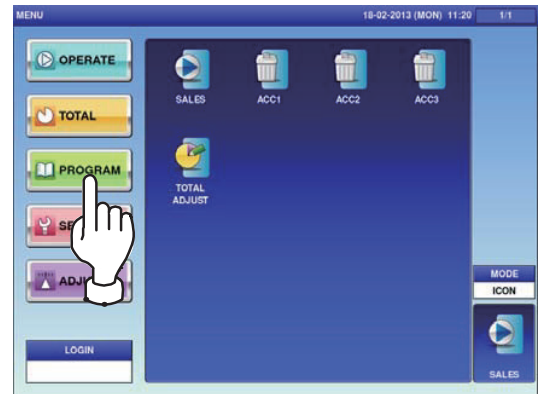 MENU
18-02-2013 (MON) 11:20
1/1
OPERATE
TOTAL
PROGRAM
ADJ
LOGIN
SALES
ACC1
ACC2
ACC3
TOTAL
ADJUST
MODE
ICON
SALES